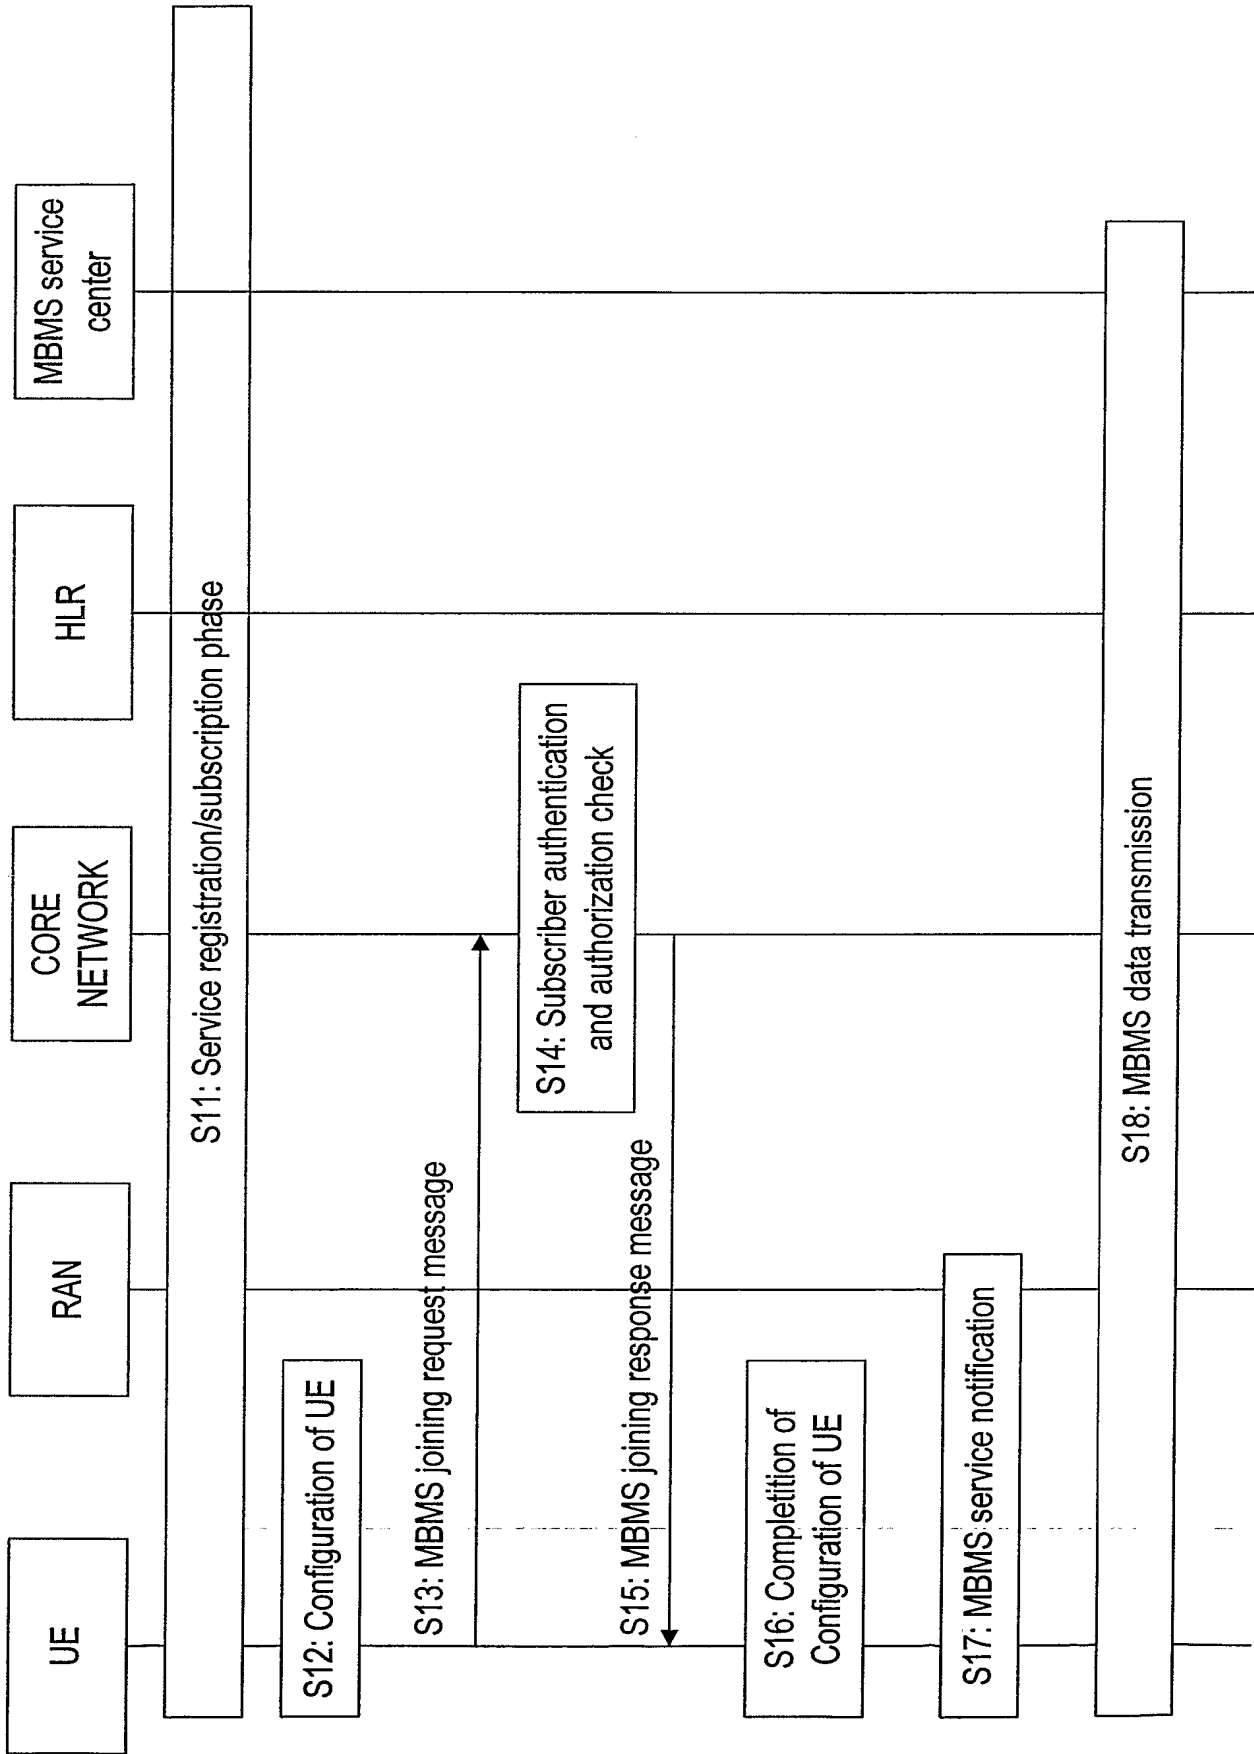 UE
RAN
CORE
NETWORK
HLR
MBMS service
center
S11: Service registration/subscription phase
S12: Configuration of UE
S13: MBMS joining request message
S14: Subscriber authentication
and authorization check
S15: MBMS joining response message
S16: Completition of
Configuration of UE
S17: MBMS service notification
S18: MBMS data transmission